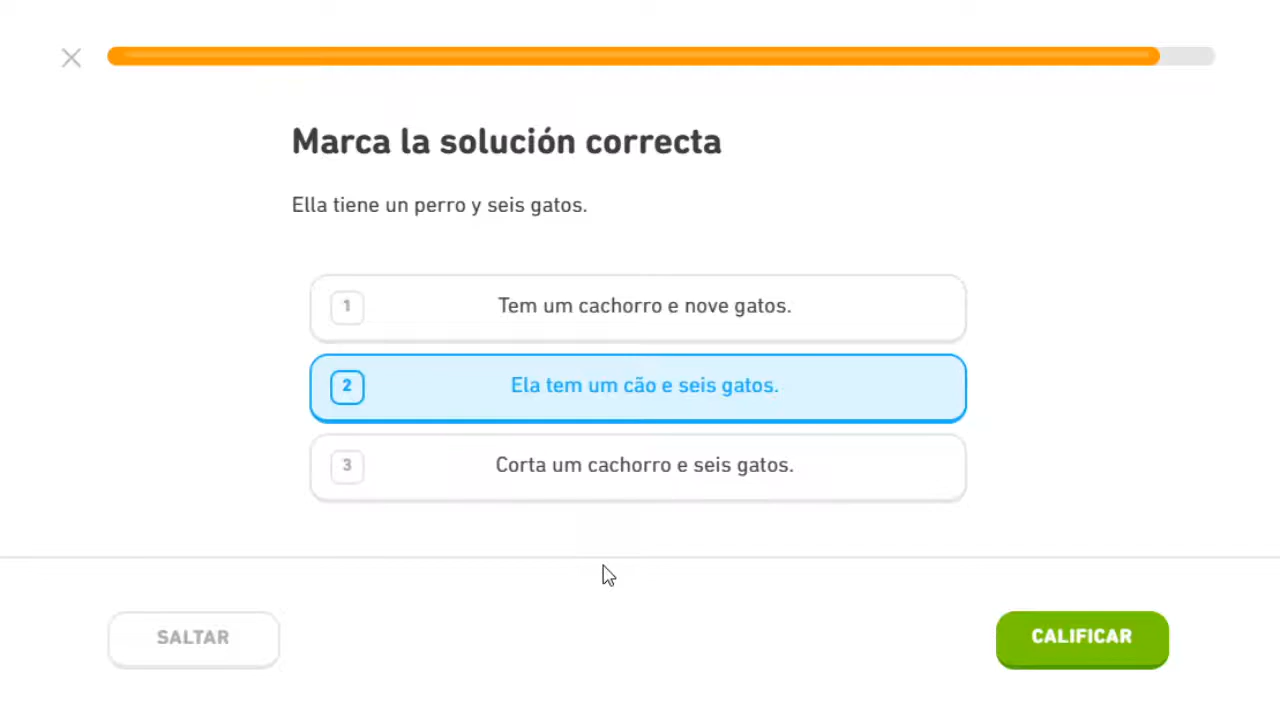 Marca la solución correcta
Ella tiene un perro y seis gatos.
1 Tem um cachorro e nove gatos.
2 Ela tem um cão e seis gatos.
3 Corta um cachorro e seis gatos.
SALTAR CALIFICAR